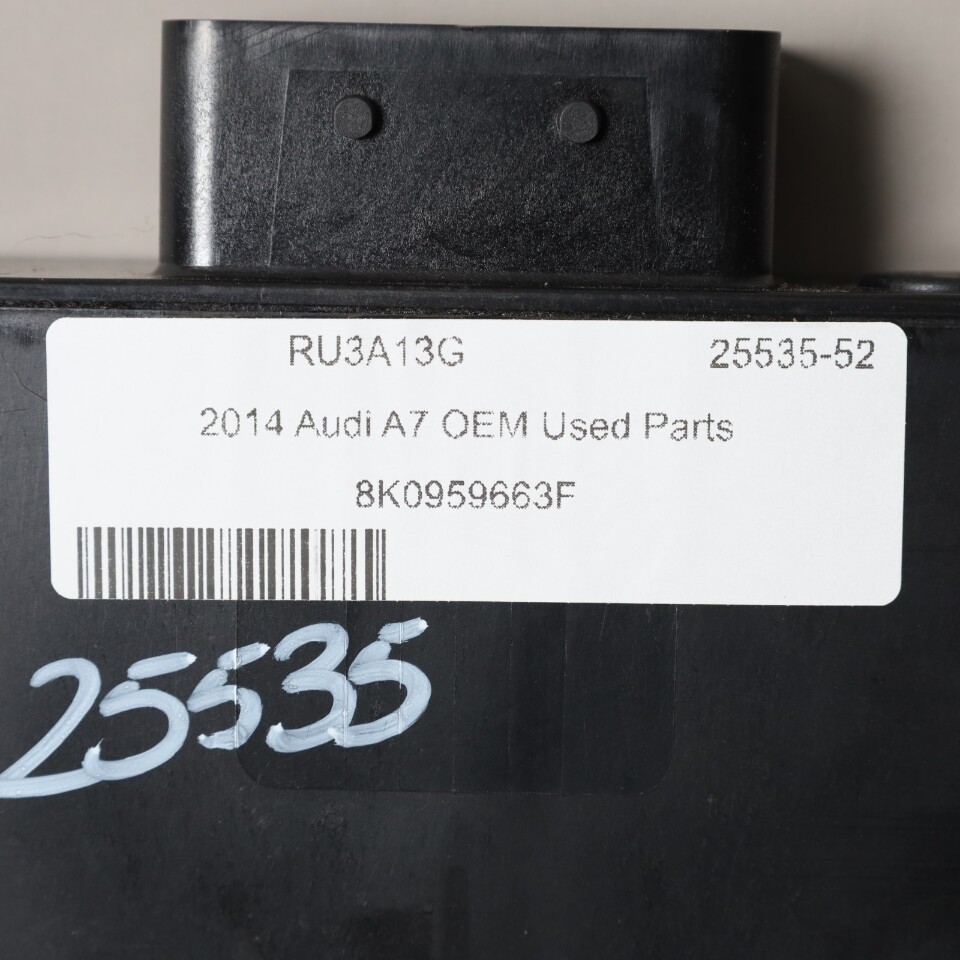 RU3A13G 25535-52
2014 Audi A7 OEM Used Parts
8K0959663F
25535